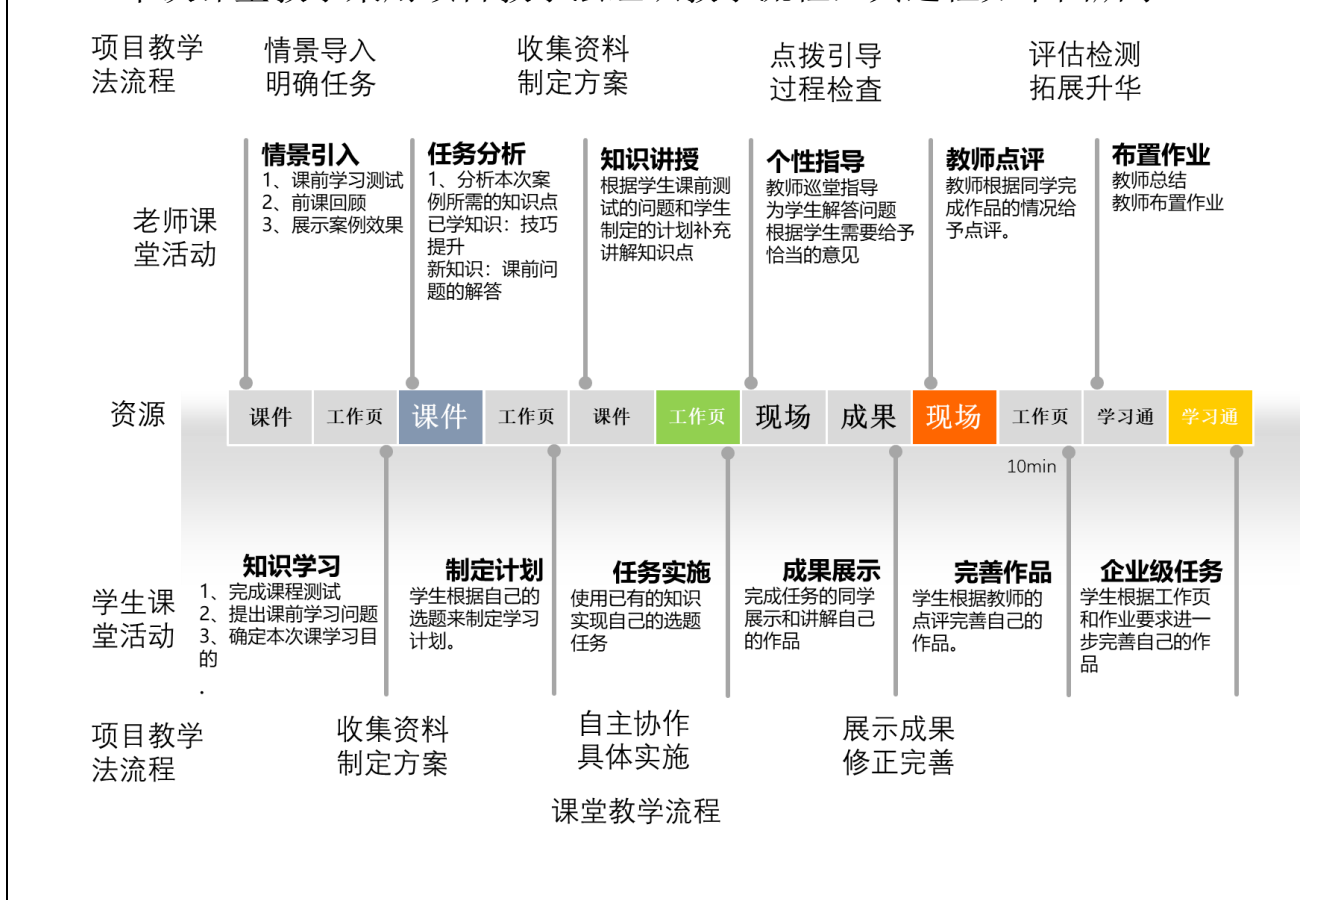 项目教学
法流程
情景导入
明确任务
收集资料
制定方案
点拨引导
过程检查
评估检测
拓展升华
老师课
堂活动
情景引入
1、课前学习测试
2、前课回顾
3、展示案例效果
任务分析
1、分析本次案
例所需的知识点
已学知识：技巧
提升
新知识：课前问
题的解答
知识讲授
根据学生课前测
试的问题和学生
制定的计划补充
讲解知识点
个性指导
教师巡堂指导
为学生解答问题
根据学生需要给予
恰当的意见
教师点评
教师根据同学完
成作品的情况给
予点评。
布置作业
教师总结
教师布置作业
资源
课件
工作页
课件
工作页
课件
工作页
现场
成果
现场
工作页
学习通
学习通
10min
学生课
堂活动
知识学习
1、完成课程测试
2、提出课前学习问题
3、确定本次课学习目
的
.
制定计划
学生根据自己的
选题来制定学习
计划。
任务实施
使用已有的知识
实现自己的选题
任务
成果展示
完成任务的同学
展示和讲解自己
的作品
完善作品
学生根据教师的
点评完善自己的
作品。
企业级任务
学生根据工作页
和作业要求进一
步完善自己的作
品
项目教学
法流程
收集资料
制定方案
自主协作
具体实施
展示成果
修正完善
课堂教学流程